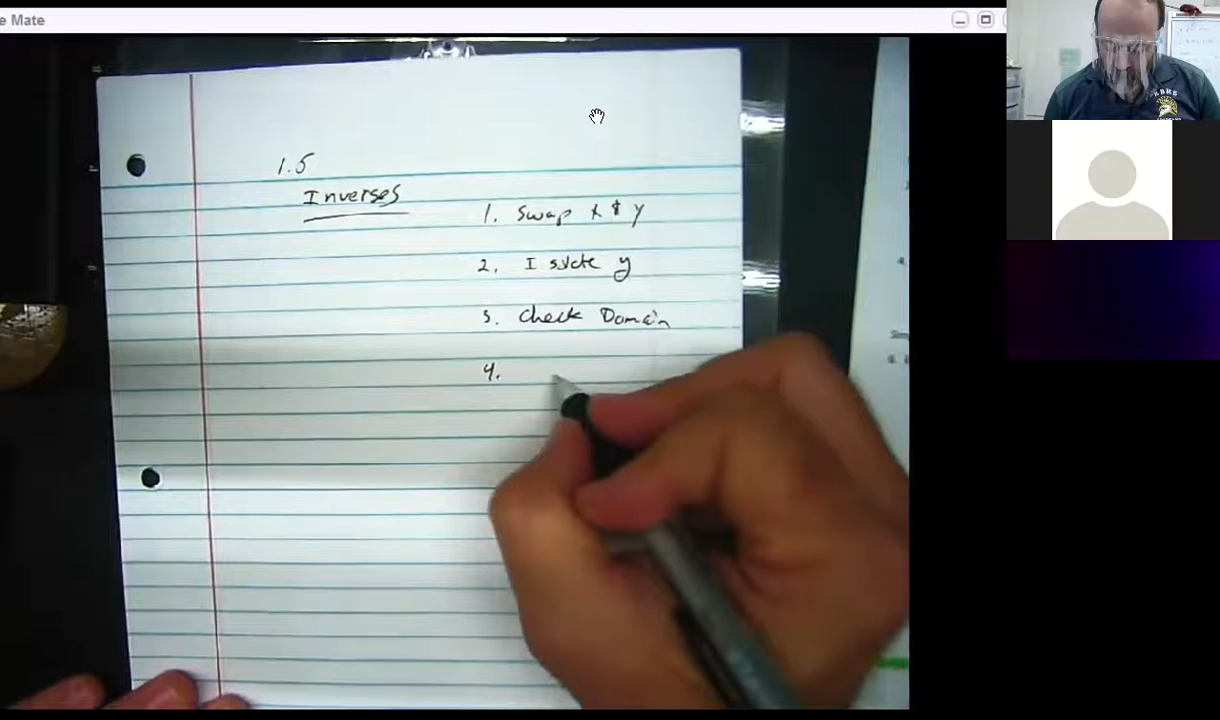 e Mate
1.5
Inverses
1. Swap x & y
2. Isolate y
3. Check Domain
4.